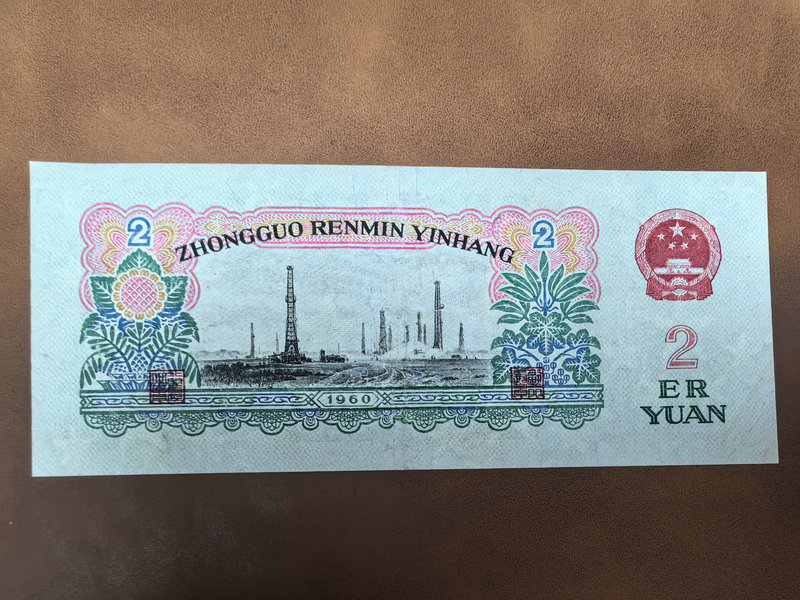 2
2
ZHONGGUO RENMIN YINHANG
1960
2
ER
YUAN